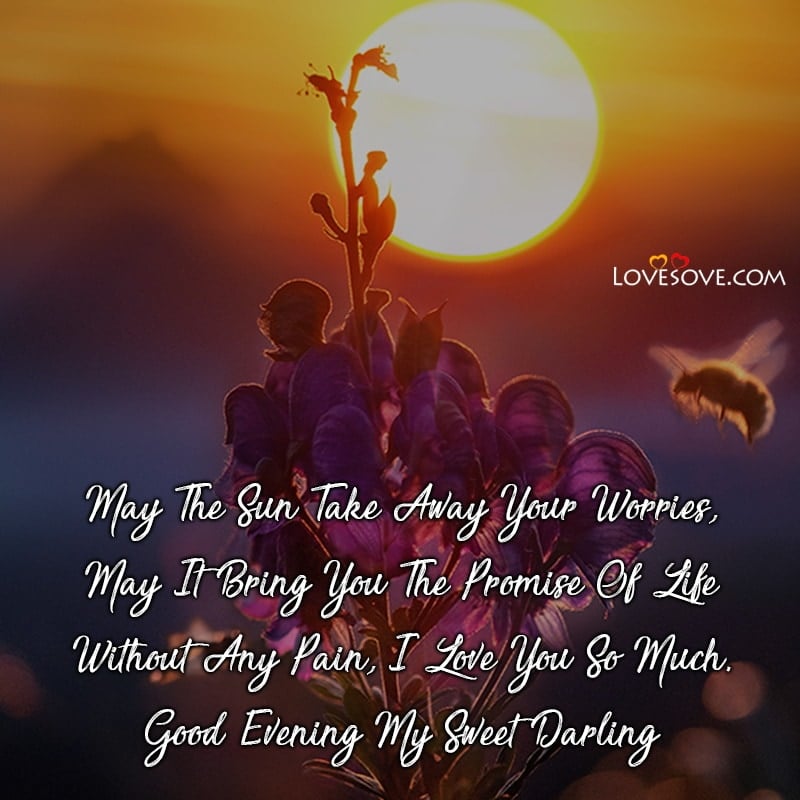 LOVESOVE.COM
May The Sun Take Away Your Worries,
May It Bring You The Promise Of Life
Without Any Pain, I Love You So Much.
Good Evening My Sweet Darling